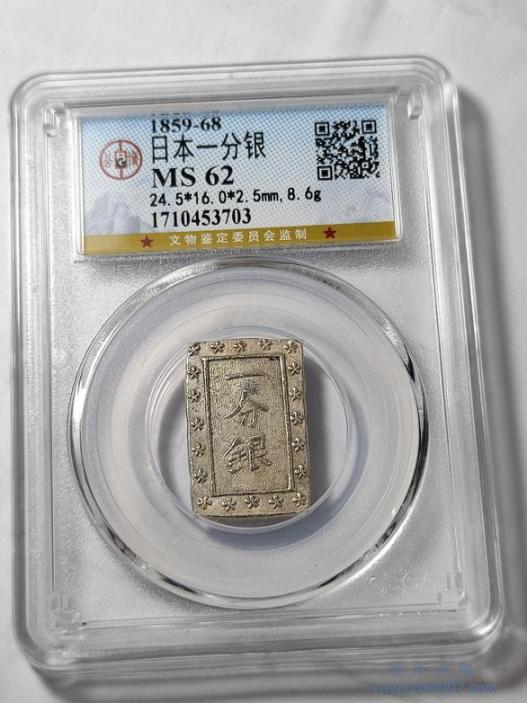 1859-68
日本一分银
MS 62
24.5*16.0*2.5mm,8.6g
1710453703
文物鉴定委员会监制
一分銀